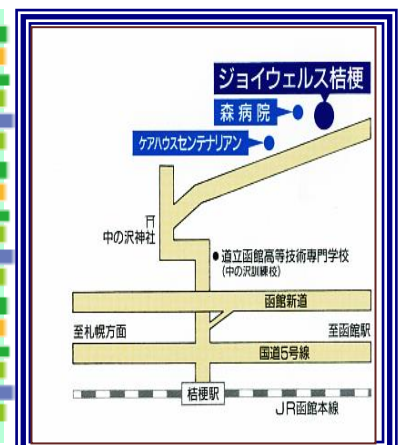 ジョイウェルス桔梗
森病院
ケアハウスセンテナリアン
中の沢神社
道立函館高等技術専門学校
(中の沢訓練校)
函館新道
至札幌方面
至函館駅
国道5号線
桔梗駅
JR函館本線